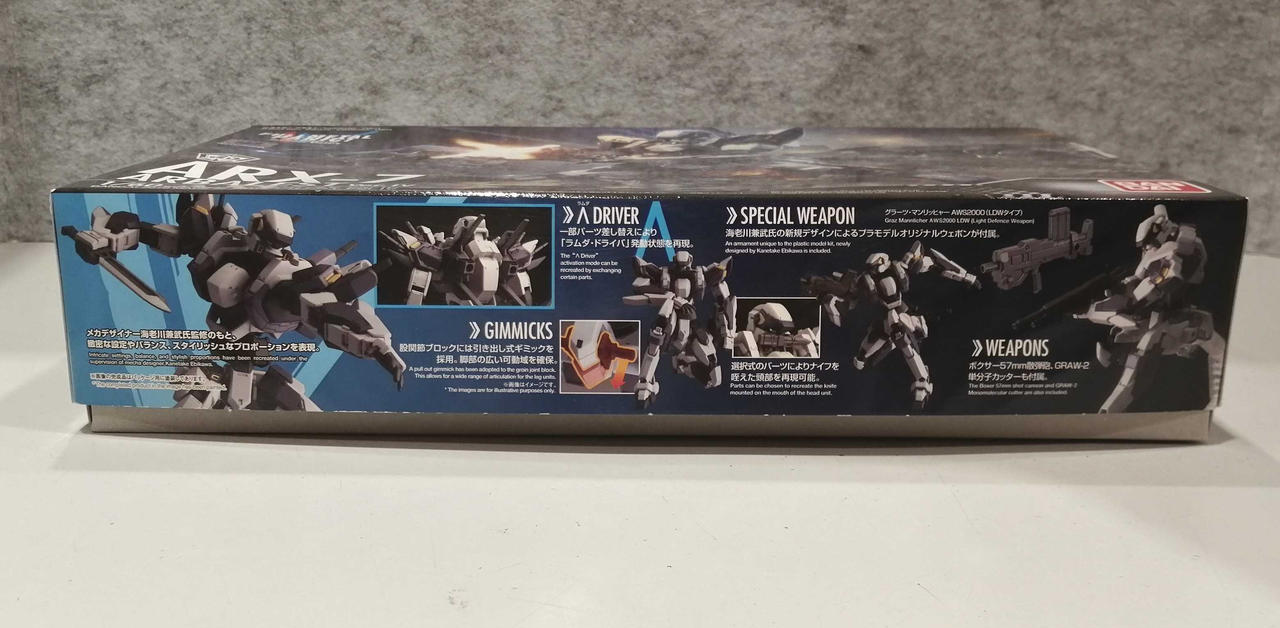 ARX-7
メカデザイナー海老川兼武氏監修のもと、
緻密な設定やバランス、スタイリッシュなプロポーションを表現。
Intricate settings, balance, and stylish proportions have been recreated under the
supervision of mecha designer Kanetake Ebikawa.
ラムダ
Λ DRIVER
一部パーツ差し替えにより
「ラムダ・ドライバ」発動状態を再現。
The "Λ Driver"
activation mode can be
recreated by exchanging
certain parts.
GIMMICKS
股関節ブロックには引き出し式ギミックを
採用。脚部の広い可動域を確保。
A pull out gimmick has been adopted to the groin joint block.
This allows for a wide range of articulation for the leg units.
※画像はイメージです。
* The images are for illustrative purposes only.
SPECIAL WEAPON
グラーツ・マンリッヒャー AWS2000 (LDWタイプ)
Graz Mannlicher AWS2000 LDW (Light Defence Weapon)
海老川兼武氏の新規デザインによるプラモデルオリジナルウェポンが付属。
An armament unique to the plastic model kit, newly
designed by Kanetake Ebikawa is included.
選択式のパーツによりナイフを
咥えた頭部を再現可能。
Parts can be chosen to recreate the knife
mounted on the mouth of the head unit.
WEAPONS
ボクサー57mm散弾砲、GRAW-2
単分子カッターも付属。
The Boxer 57mm shot cannon and GRAW-2
Monomolecular cutter are also included.